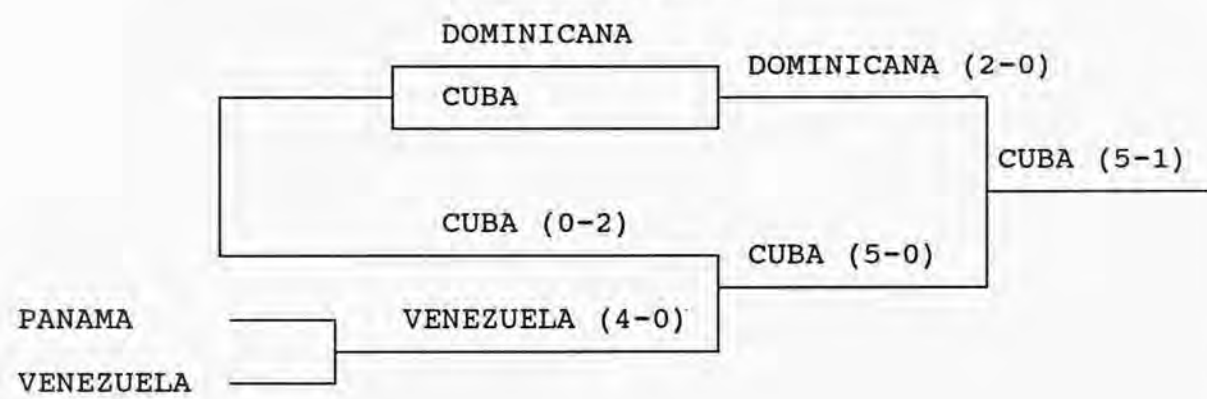 DOMINICANA
DOMINICANA (2-0)
CUBA
CUBA (5-1)
CUBA (0-2)
CUBA (5-0)
PANAMA
VENEZUELA (4-0)
VENEZUELA